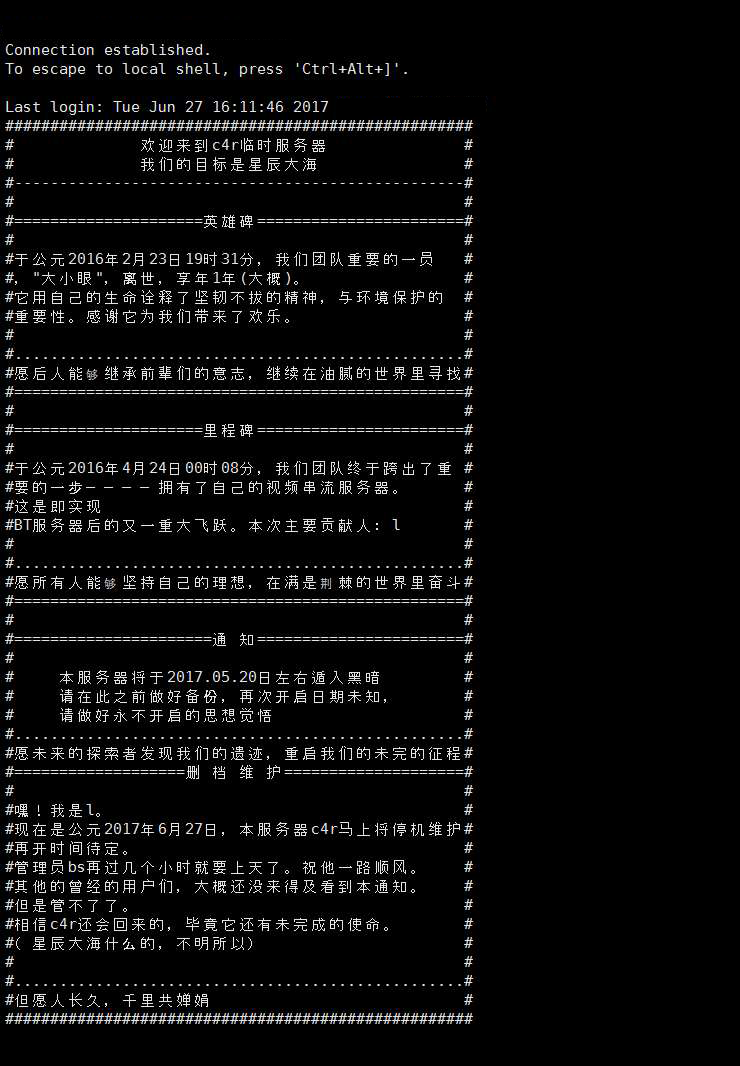 Connection established.
To escape to local shell, press 'Ctrl+Alt+]'.
Last login: Tue Jun 27 16:11:46 2017
####################################################
#              欢迎来到c4r临时服务器               #
#              我们的目标是星辰大海                #
#--------------------------------------------------#
#                                                  #
#=====================英雄碑=======================#
#                                                  #
#于公元2016年2月23日19时31分, 我们团队重要的一员
#, "大小眼", 离世, 享年1年(大概)。
#它用自己的生命诠释了坚韧不拔的精神, 与环境保护的  #
#重要性。感谢它为我们带来了欢乐。                  #
#                                                  #
#..................................................#
#愿后人能够继承前辈们的意志, 继续在油腻的世界里寻找#
#==================================================#
#                                                  #
#=====================里程碑=======================#
#                                                  #
#于公元2016年4月24日00时08分, 我们团队终于跨出了重 #
#要的一步————拥有了自己的视频串流服务器。        #
#这是即实现                                        #
#BT服务器后的又一重大飞跃。本次主要贡献人: l       #
#                                                  #
#..................................................#
#愿所有人能够坚持自己的理想, 在满是荆棘的世界里奋斗#
#==================================================#
#                                                  #
#======================通 知=======================#
#                                                  #
#     本服务器将于2017.05.20日左右遁入黑暗         #
#     请在此之前做好备份, 再次开启日期未知,        #
#     请做好永不开启的思想觉悟                     #
#..................................................#
#愿未来的探索者发现我们的遗迹, 重启我们的未完的征程#
#===================删 档 维 护====================#
#                                                  #
#嘿！我是l。                                       #
#现在是公元2017年6月27日, 本服务器c4r马上将停机维护#
#再开时间待定。                                    #
#管理员bs再过几个小时就要上天了。祝他一路顺风。    #
#其他的曾经的用户们, 大概还没来得及看到本通知。    #
#但是管不了了。                                    #
#相信c4r还会回来的, 毕竟它还有未完成的使命。       #
#( 星辰大海什么的, 不明所以)                       #
#                                                  #
#..................................................#
#但愿人长久, 千里共婵娟                            #
####################################################